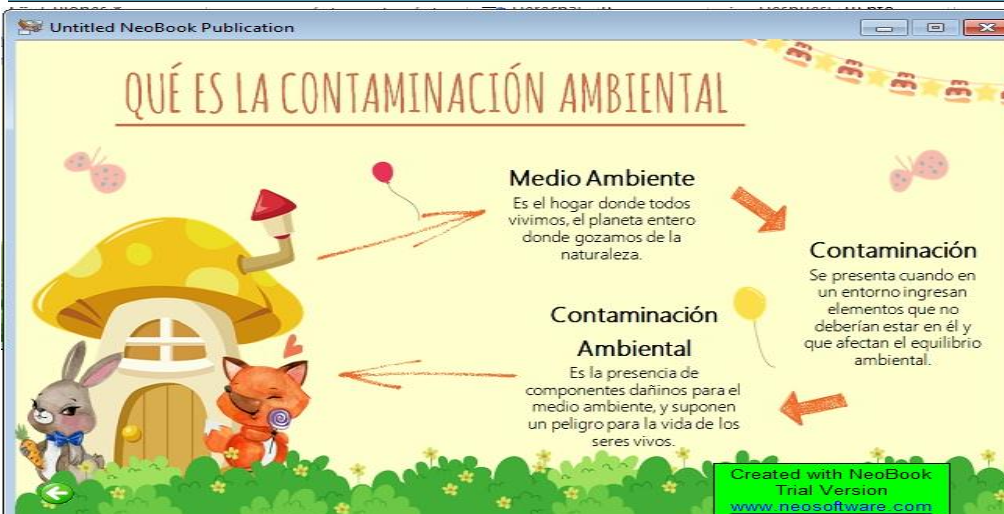 Untitled NeoBook Publication
QUÉ ES LA CONTAMINACIÓN AMBIENTAL
Medio Ambiente
Es el hogar donde todos
vivimos, el planeta entero
donde gozamos de la
naturaleza.
Contaminación
Se presenta cuando en
un entorno ingresan
elementos que no
deberían estar en él y
que afectan el equilibrio
ambiental.
Contaminación
Ambiental
Es la presencia de
componentes dañinos para el
medio ambiente, y suponen
un peligro para la vida de los
seres vivos.
Created with NeoBook
Trial Version
www.neosoftware.com